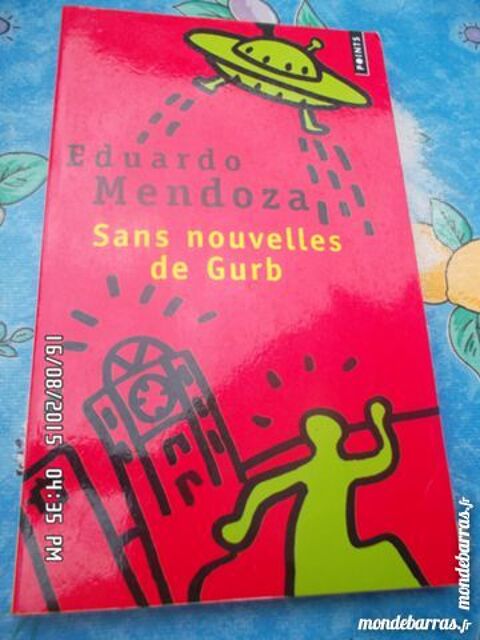 POINTS
Eduardo
Mendoza
Sans nouvelles
de Gurb
16/08/2015 04:35 PM
mondebarras.fr
mondebarras.fr